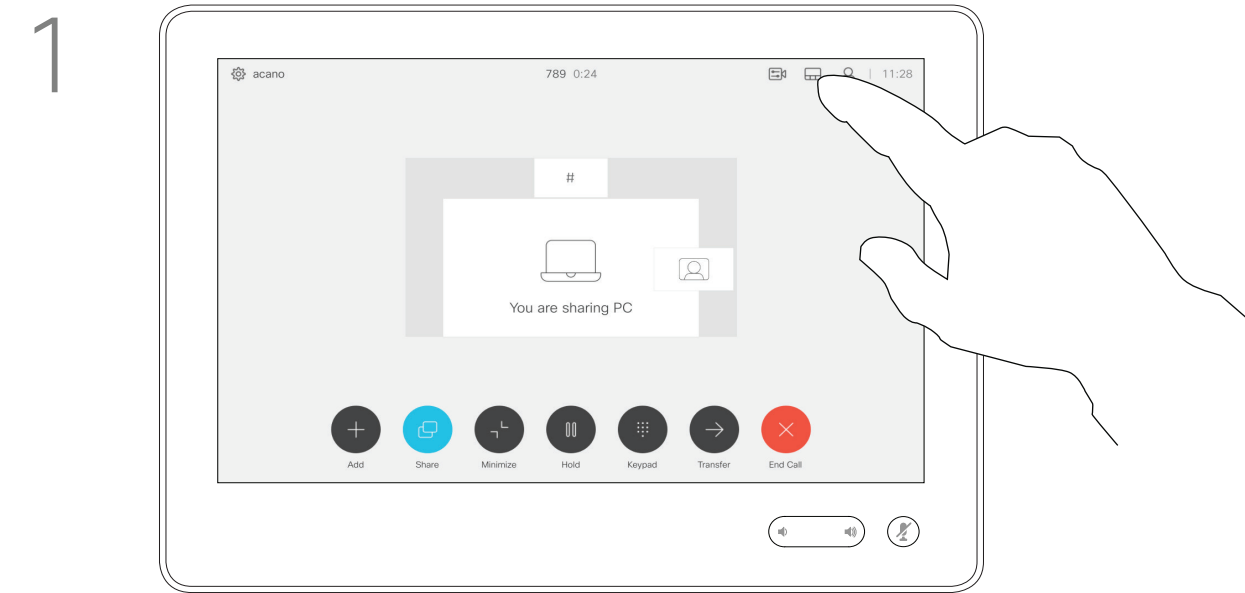 1
acano 789 0:24 11:28
#
You are sharing PC
Add Share Minimize Hold Keypad Transfer End Call